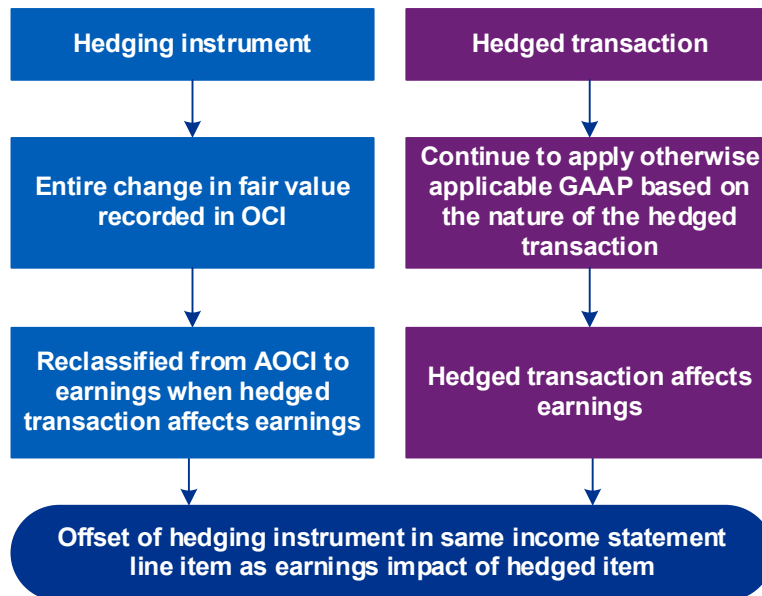 Hedging instrument
Hedged transaction
Entire change in fair value
recorded in OCI
Continue to apply otherwise
applicable GAAP based on
the nature of the hedged
transaction
Reclassified from AOCI to
earnings when hedged
transaction affects earnings
Hedged transaction affects
earnings
Offset of hedging instrument in same income statement
line item as earnings impact of hedged item